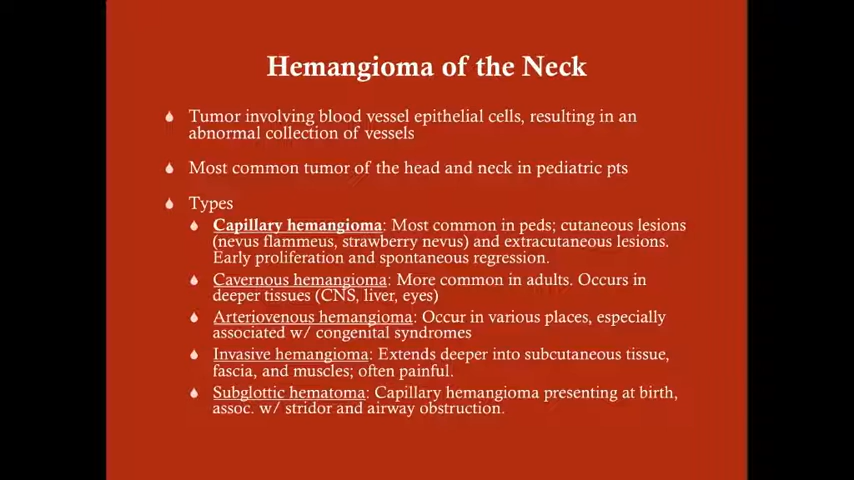 Hemangioma of the Neck
Tumor involving blood vessel epithelial cells, resulting in an
abnormal collection of vessels
Most common tumor of the head and neck in pediatric pts
Types
Capillary hemangioma: Most common in peds; cutaneous lesions
(nevus flammeus, strawberry nevus) and extracutaneous lesions.
Early proliferation and spontaneous regression.
Cavernous hemangioma: More common in adults. Occurs in
deeper tissues (CNS, liver, eyes)
Arteriovenous hemangioma: Occur in various places, especially
associated w/ congenital syndromes
Invasive hemangioma: Extends deeper into subcutaneous tissue,
fascia, and muscles; often painful.
Subglottic hematoma: Capillary hemangioma presenting at birth,
assoc. w/ stridor and airway obstruction.